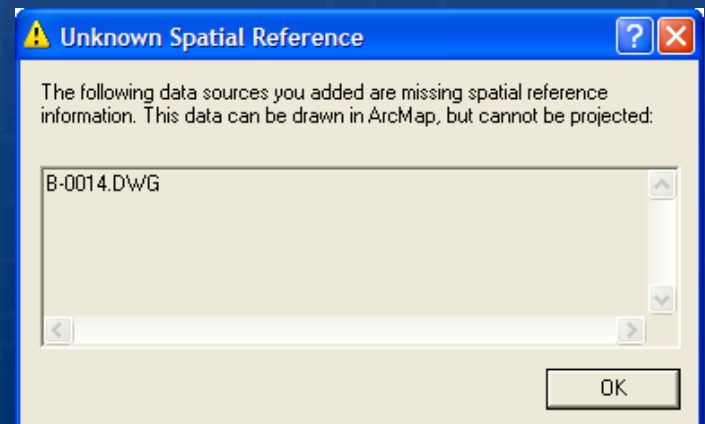 Unknown Spatial Reference
The following data sources you added are missing spatial reference
information. This data can be drawn in ArcMap, but cannot be projected:
B-0014.DWG
OK